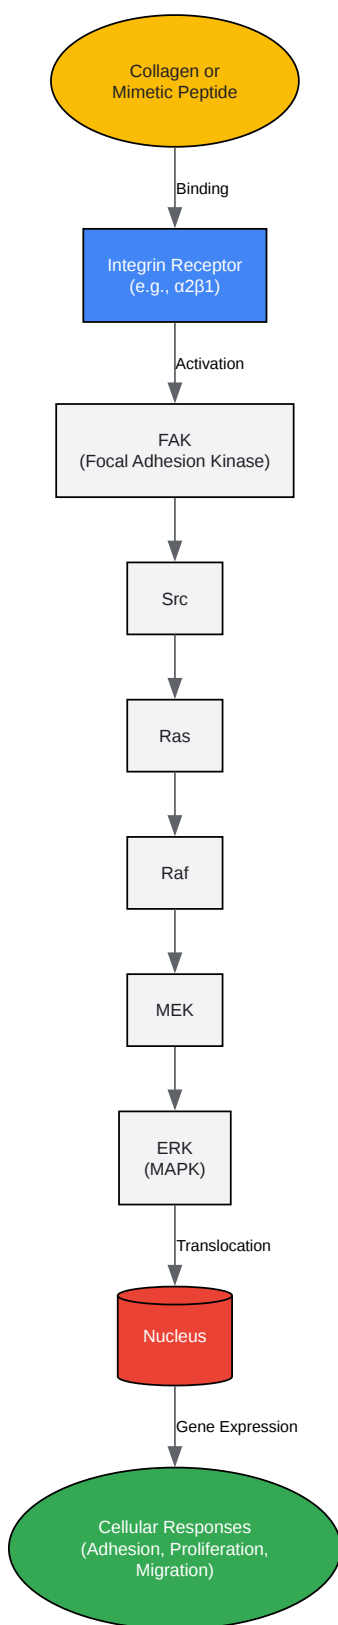 Collagen or
Mimetic Peptide
Binding
Integrin Receptor
(e.g., α2β1)
Activation
FAK
(Focal Adhesion Kinase)
Src
Ras
Raf
MEK
ERK
(MAPK)
Translocation
Nucleus
Gene Expression
Cellular Responses
(Adhesion, Proliferation,
Migration)